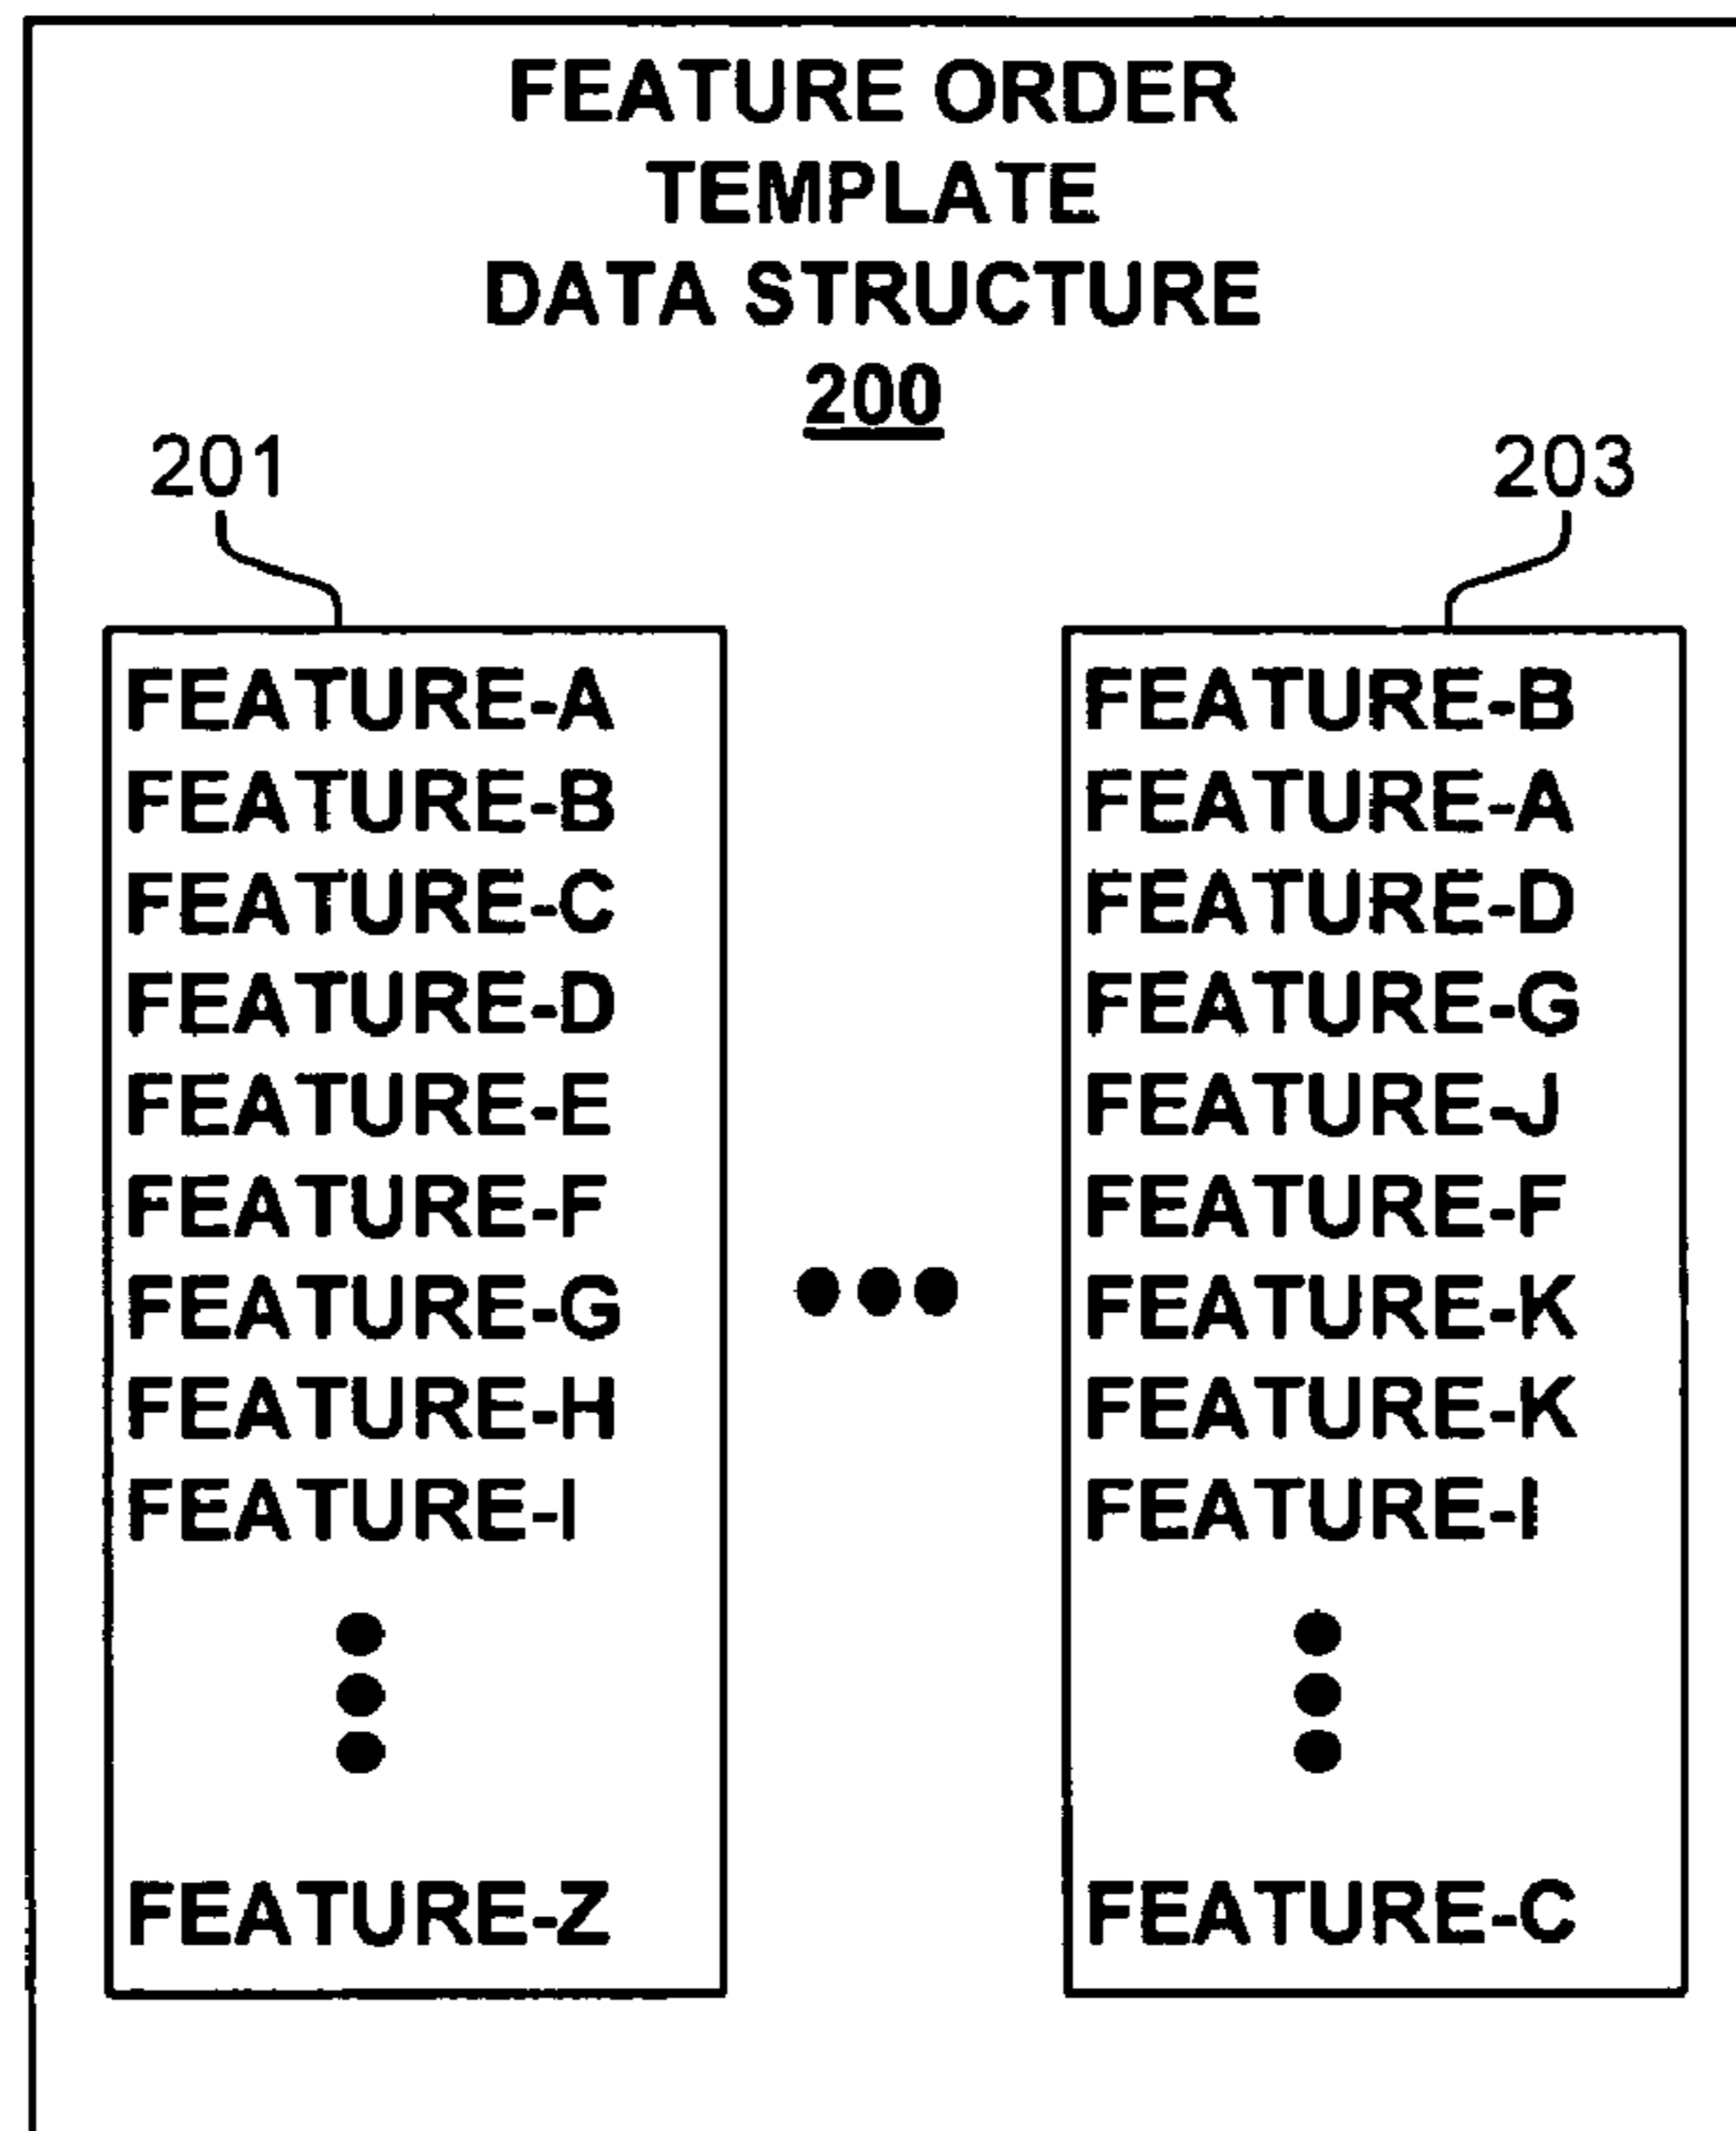 FEATURE ORDER
TEMPLATE
DATA STRUCTURE
200
201
203
FEATURE-A
FEATURE-B
FEATURE-C
FEATURE-D
FEATURE-E
FEATURE-F
FEATURE-G
FEATURE-H
FEATURE-I
FEATURE-Z
FEATURE-B
FEATURE-A
FEATURE-D
FEATURE-G
FEATURE-J
FEATURE-F
FEATURE-K
FEATURE-K
FEATURE-I
FEATURE-C